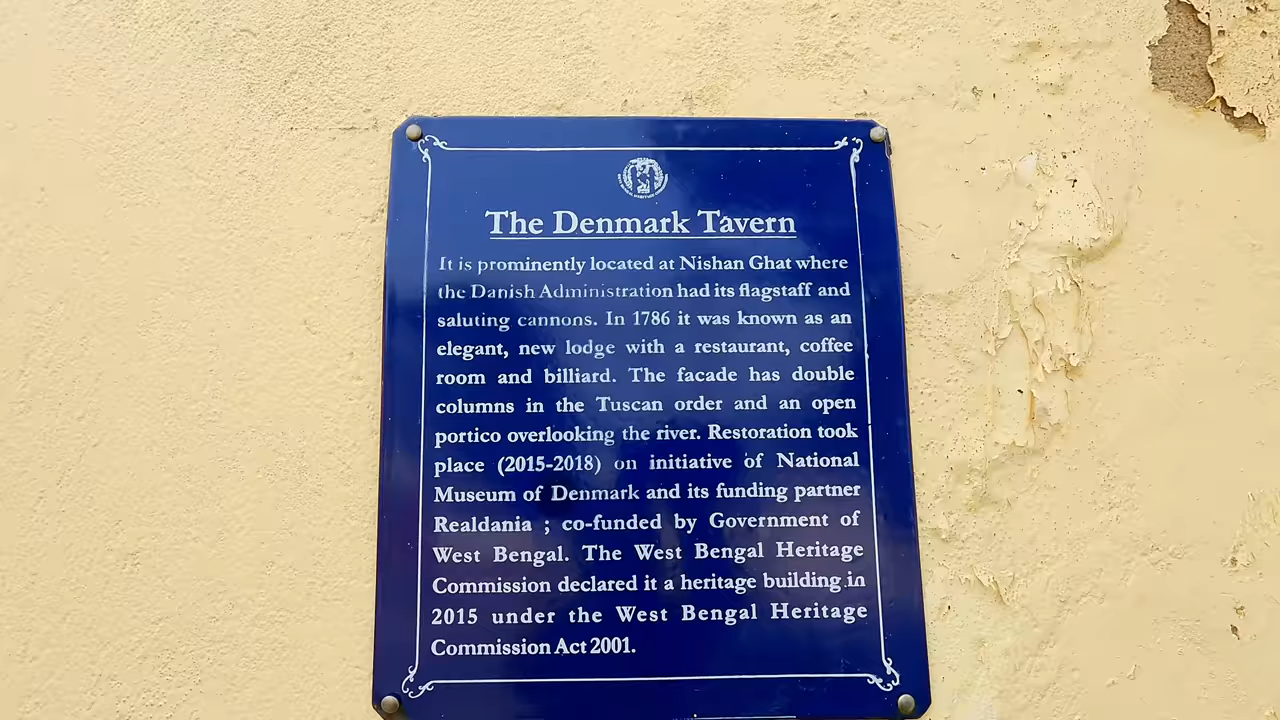 The Denmark Tavern
It is prominently located at Nishan Ghat where
the Danish Administration had its flagstaff and
saluting cannons. In 1786 it was known as an
elegant, new lodge with a restaurant, coffee
room and billiard. The facade has double
columns in the Tuscan order and an open
portico overlooking the river. Restoration took
place (2015-2018) on initiative of National
Museum of Denmark and its funding partner
Realdania ; co-funded by Government of
West Bengal. The West Bengal Heritage
Commission declared it a heritage building in
2015 under the West Bengal Heritage
Commission Act 2001.